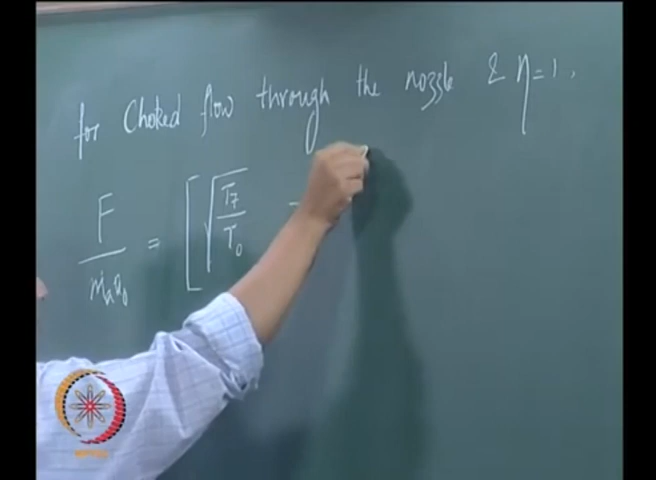 for Choked flow through the nozzle & η = 1,
F / ṁₐa₀ = [ √(T₇ / T₀) −